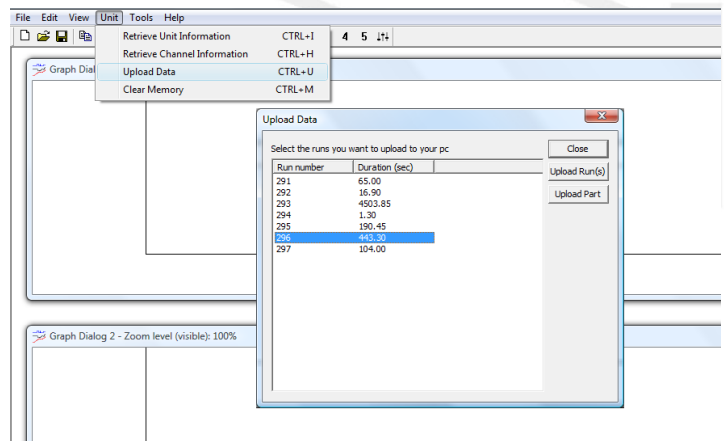 File Edit View Unit Tools Help
Retrieve Unit Information CTRL+I
4 5
Retrieve Channel Information CTRL+H
Graph Dial
Upload Data CTRL+U
Clear Memory CTRL+M
Upload Data
Select the runs you want to upload to your pc
Close
Run number Duration (sec)
Upload Run(s)
291 65.00
292 16.90
Upload Part
293 4503.85
294 1.30
295 190.45
296 443.30
297 104.00
Graph Dialog 2 - Zoom level (visible): 100%